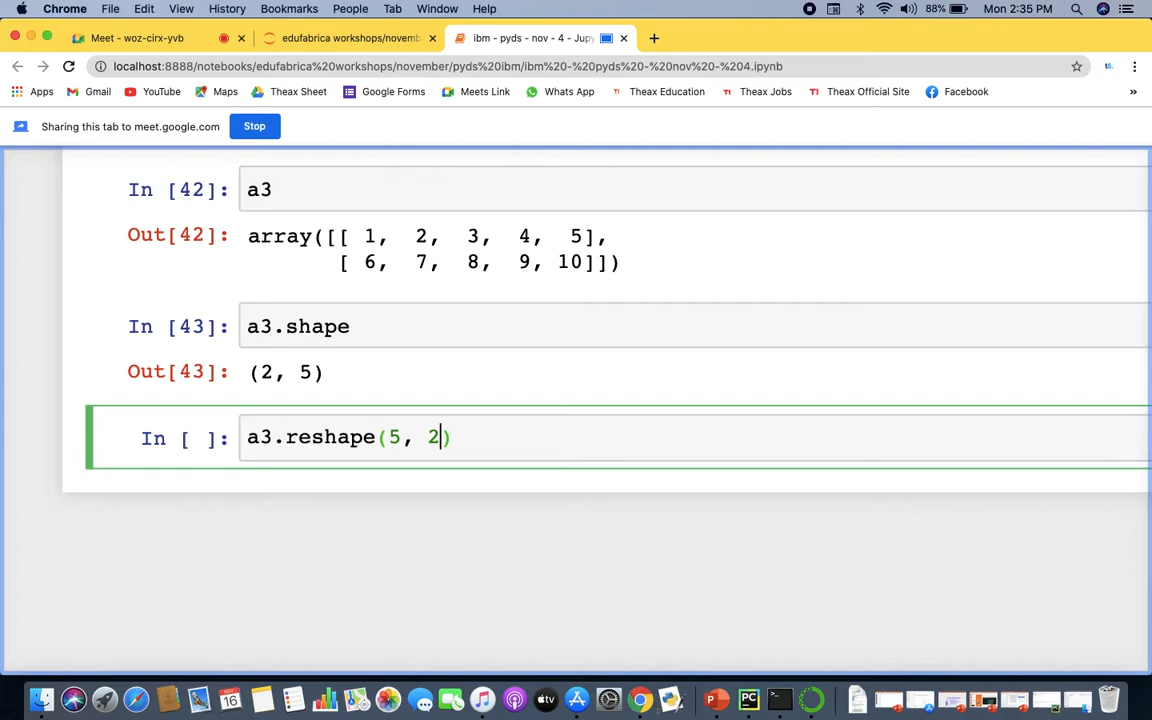 Chrome File Edit View History Bookmarks People Tab Window Help 88% Mon 2:35 PM
Meet - woz-cirx-yvb edufabrica workshops/novemb ibm - pyds - nov - 4 - Jupy
localhost:8888/notebooks/edufabrica%20workshops/november/pyds%20ibm/ibm%20-%20pyds%20-%20nov%20-%204.ipynb
Apps Gmail YouTube Maps Theax Sheet Google Forms Meets Link Whats App Theax Education Theax Jobs Theax Official Site Facebook »
Sharing this tab to meet.google.com Stop
In [42]: a3
Out[42]: array([[ 1, 2, 3, 4, 5],
[ 6, 7, 8, 9, 10]])
In [43]: a3.shape
Out[43]: (2, 5)
In [ ]: a3.reshape(5, 2)
NOV
16
PC